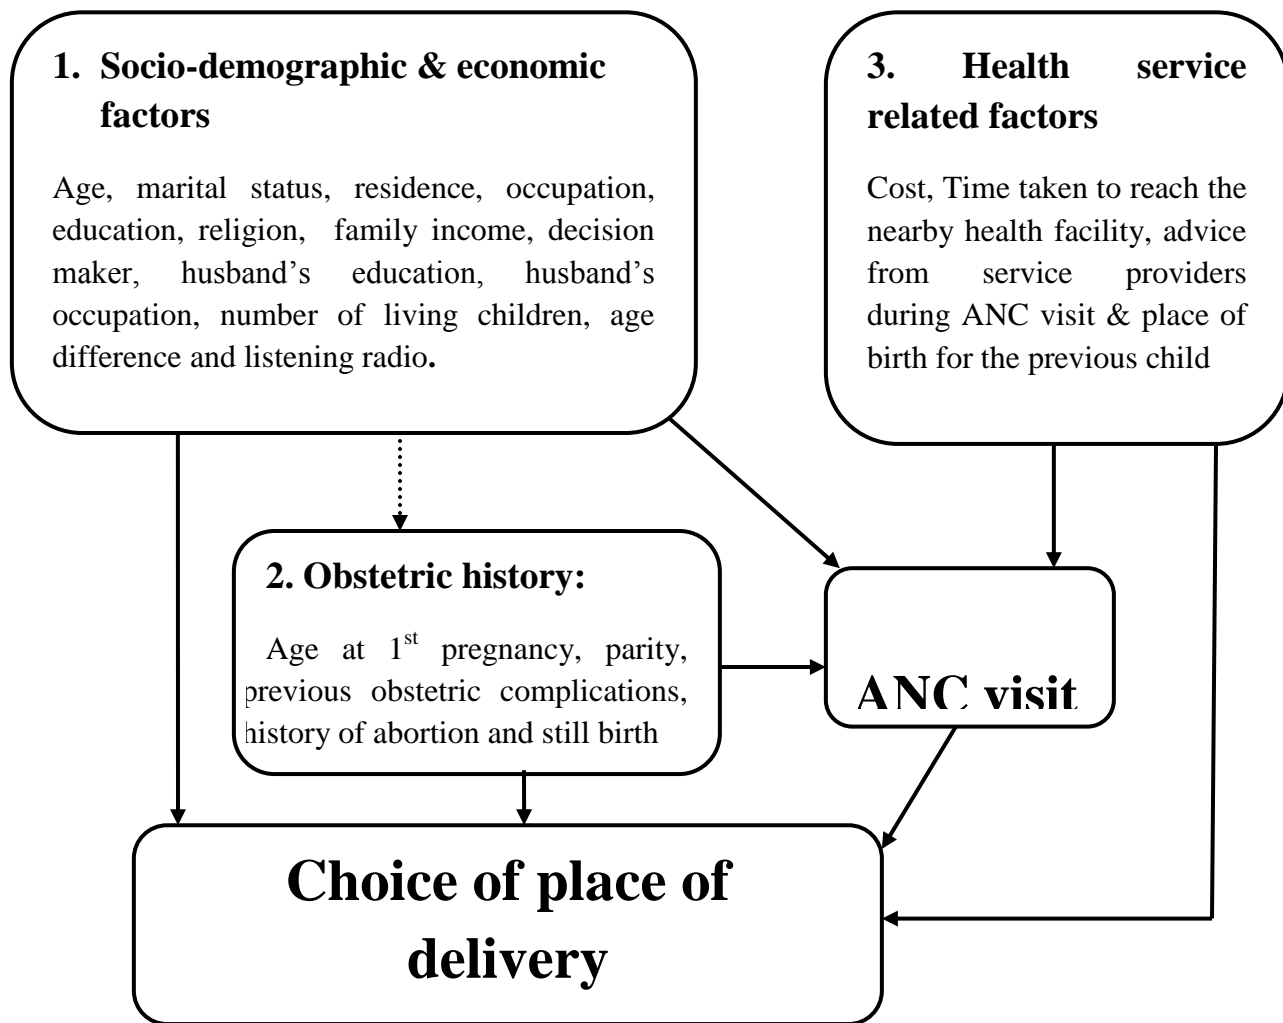 1. Socio-demographic & economic
factors
Age, marital status, residence, occupation,
education, religion, family income, decision
maker, husband’s education, husband’s
occupation, number of living children, age
difference and listening radio.
3. Health service
related factors
Cost, Time taken to reach the
nearby health facility, advice
from service providers
during ANC visit & place of
birth for the previous child
2. Obstetric history:
Age at 1st pregnancy, parity,
previous obstetric complications,
history of abortion and still birth
ANC visit
Choice of place of
delivery